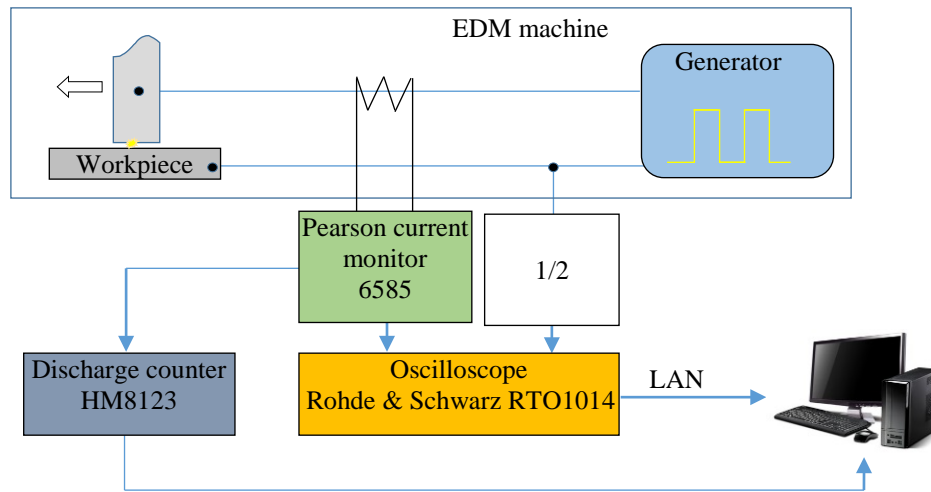 EDM machine
Generator
Workpiece
Pearson current
monitor
6585
1/2
Discharge counter
HM8123
Oscilloscope
Rohde & Schwarz RTO1014
LAN